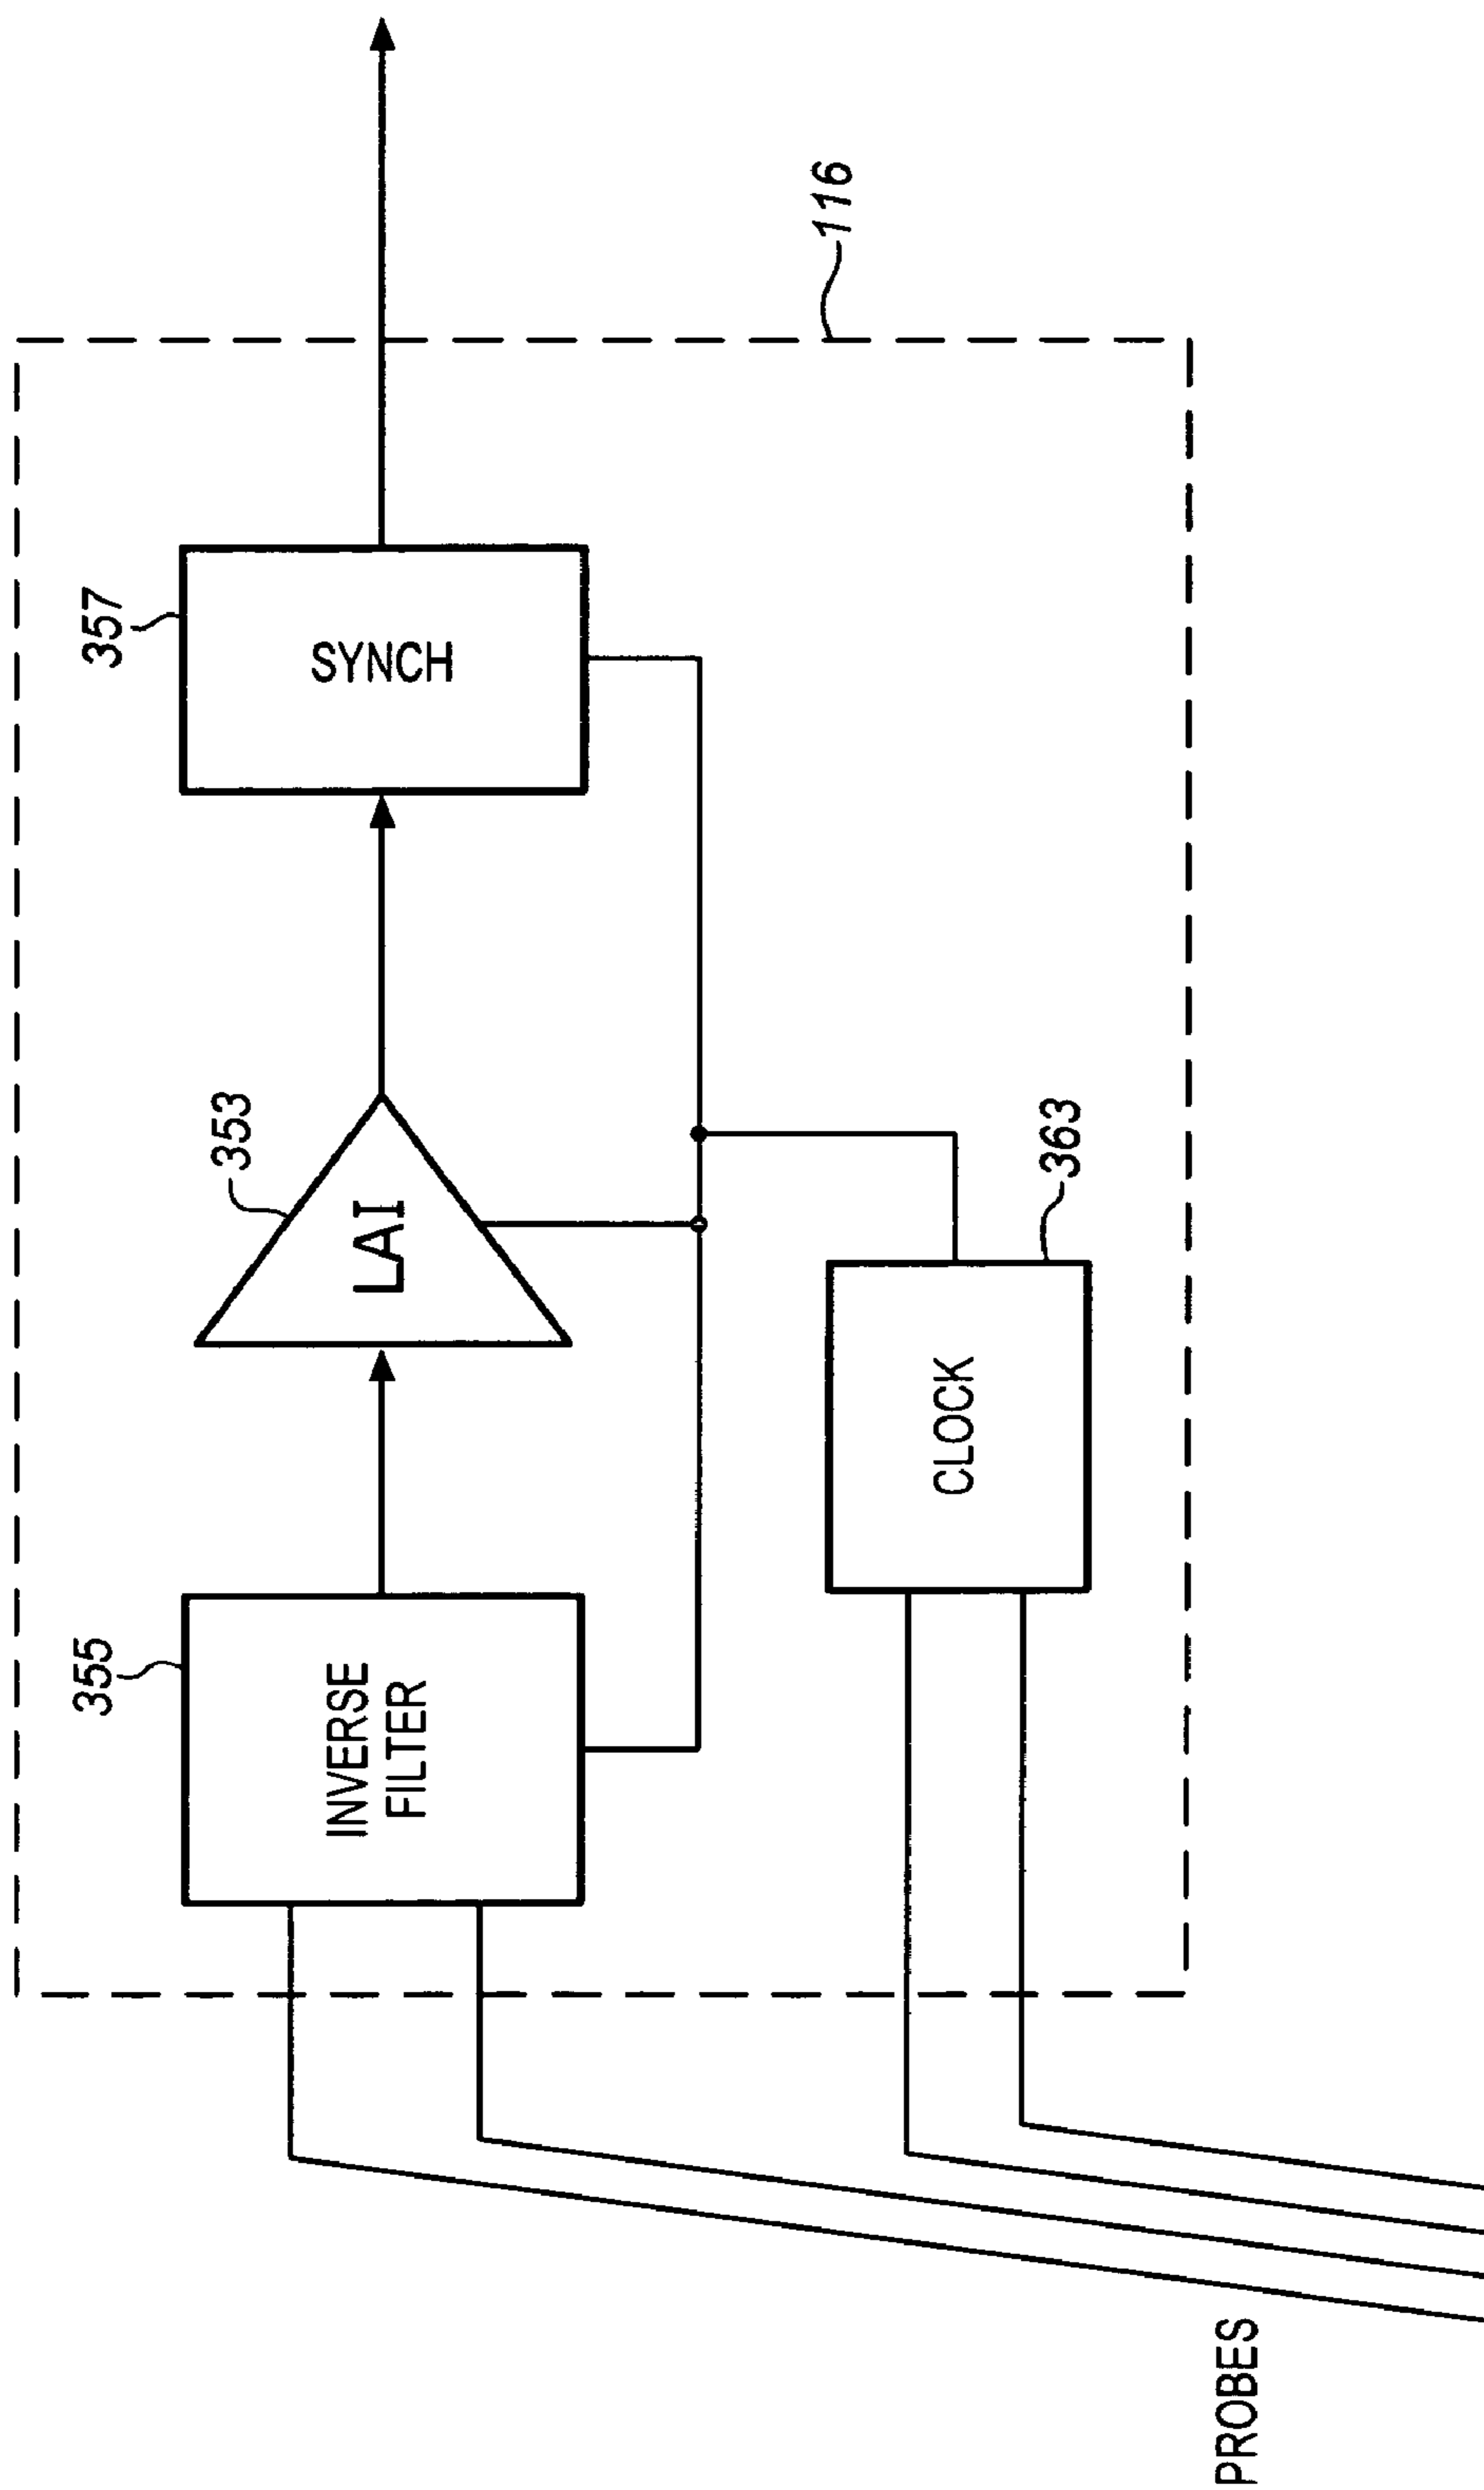 355
INVERSE
FILTER
353
LAI
357
SYNCH
116
363
CLOCK
PROBES